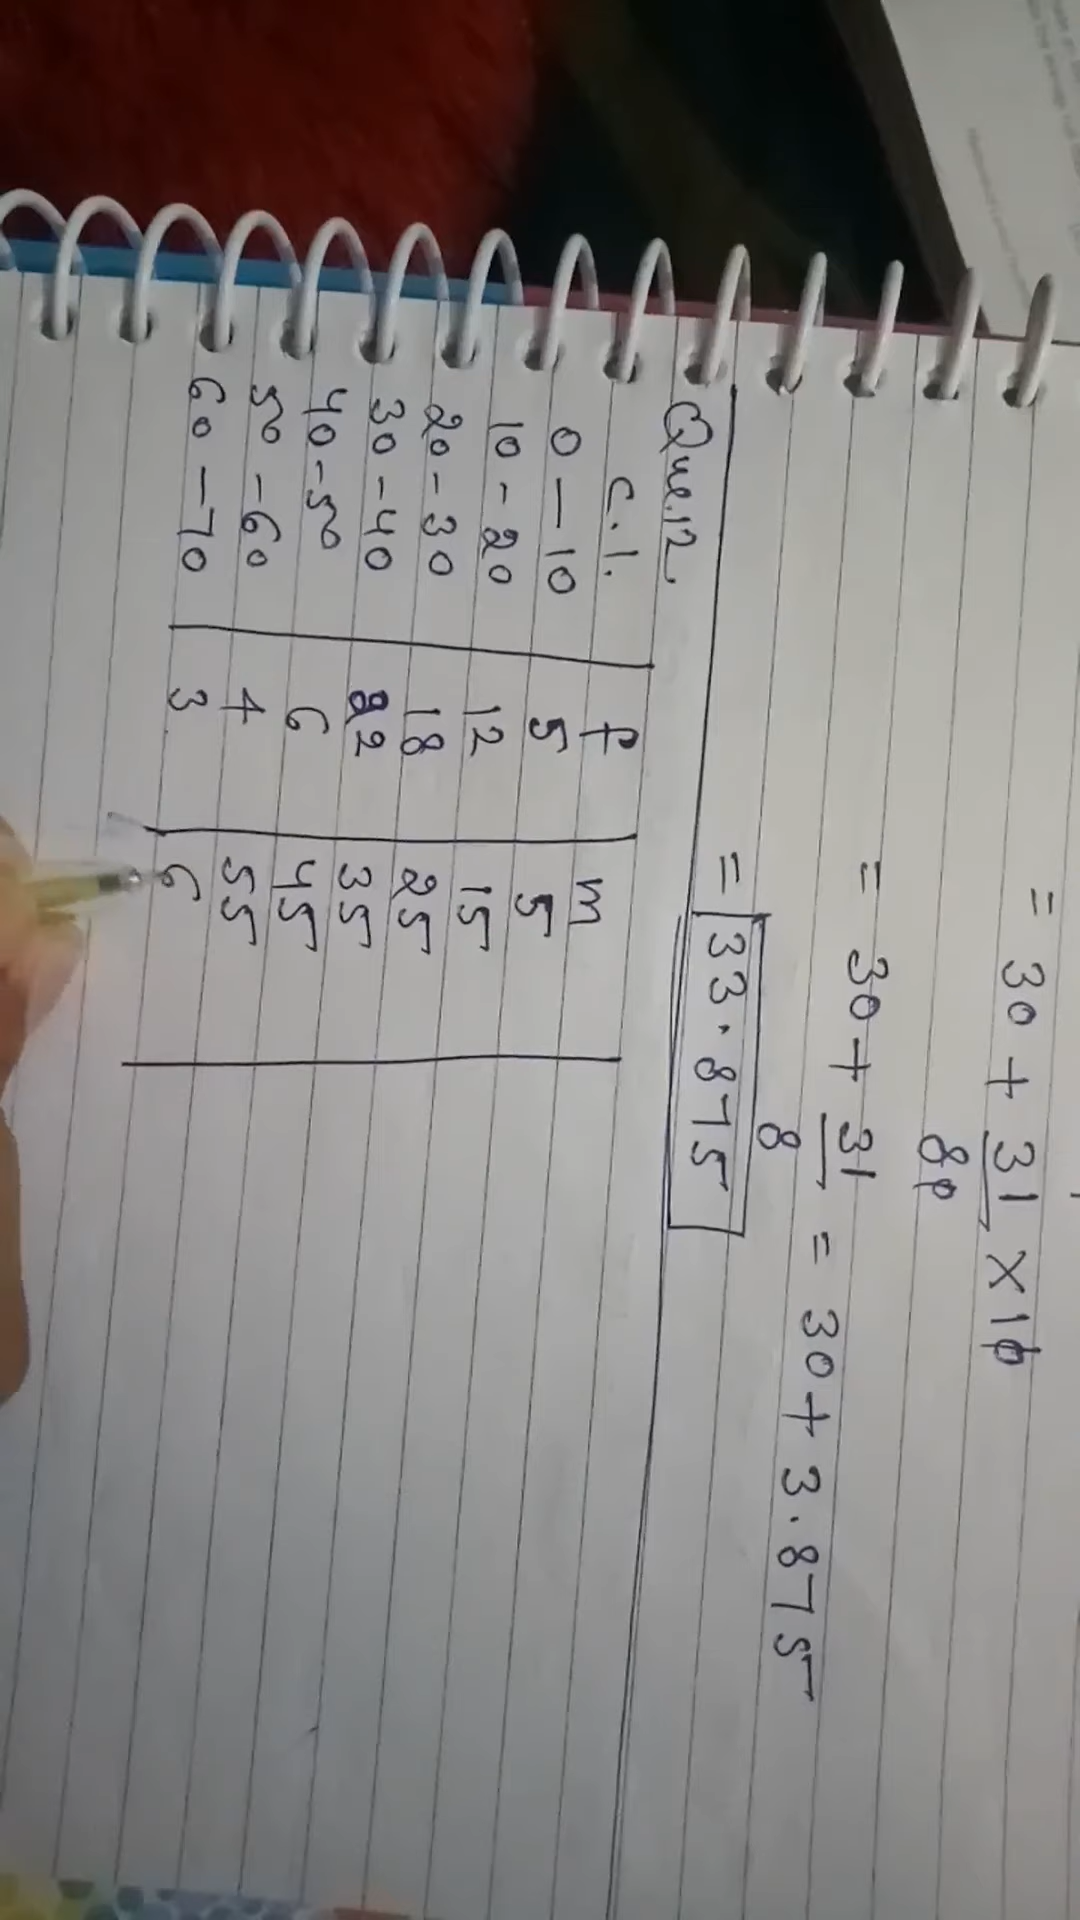 = 30 + 31/80 × 10
= 30 + 31/8 = 30 + 3.875
= 33.875
Que.12.
C.I. f m
0 – 10 5 5
10 – 20 12 15
20 – 30 18 25
30 – 40 22 35
40 – 50 6 45
50 – 60 4 55
60 – 70 3 6